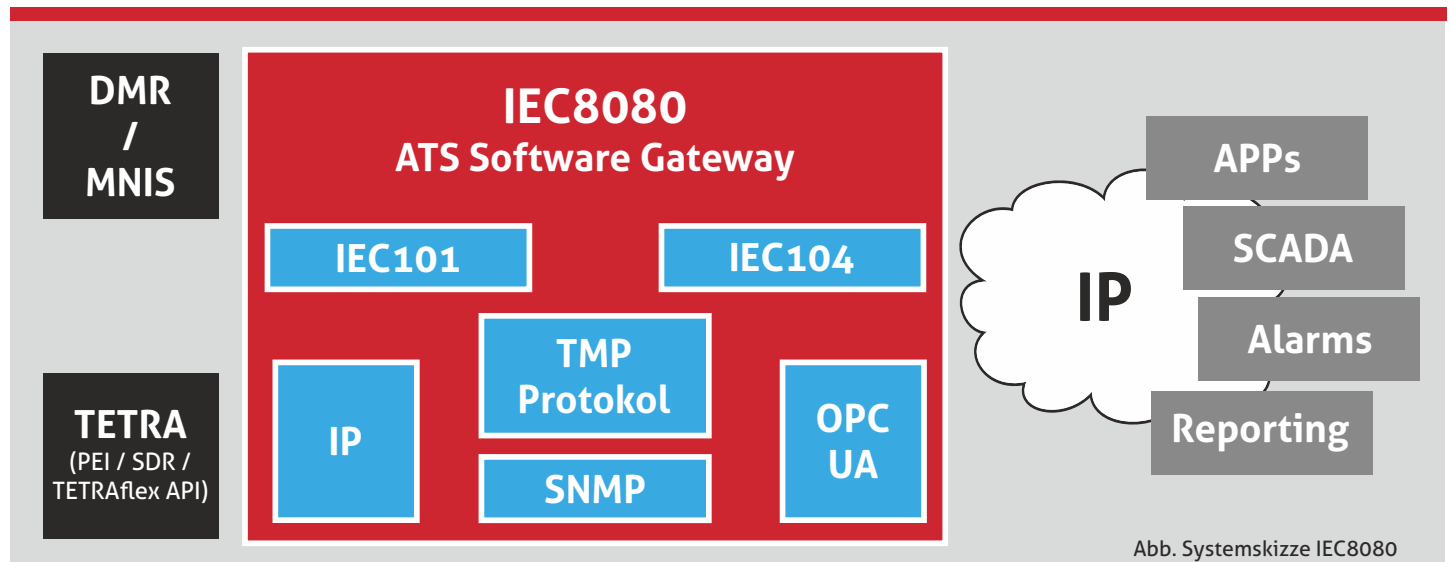 DMR
/
MNIS
TETRA
(PEI / SDR /
TETRAflex API)
IEC8080
ATS Software Gateway
IEC101
IEC104
IP
TMP
Protokol
SNMP
OPC
UA
IP
APPs
SCADA
Alarms
Reporting
Abb. Systemskizze IEC8080